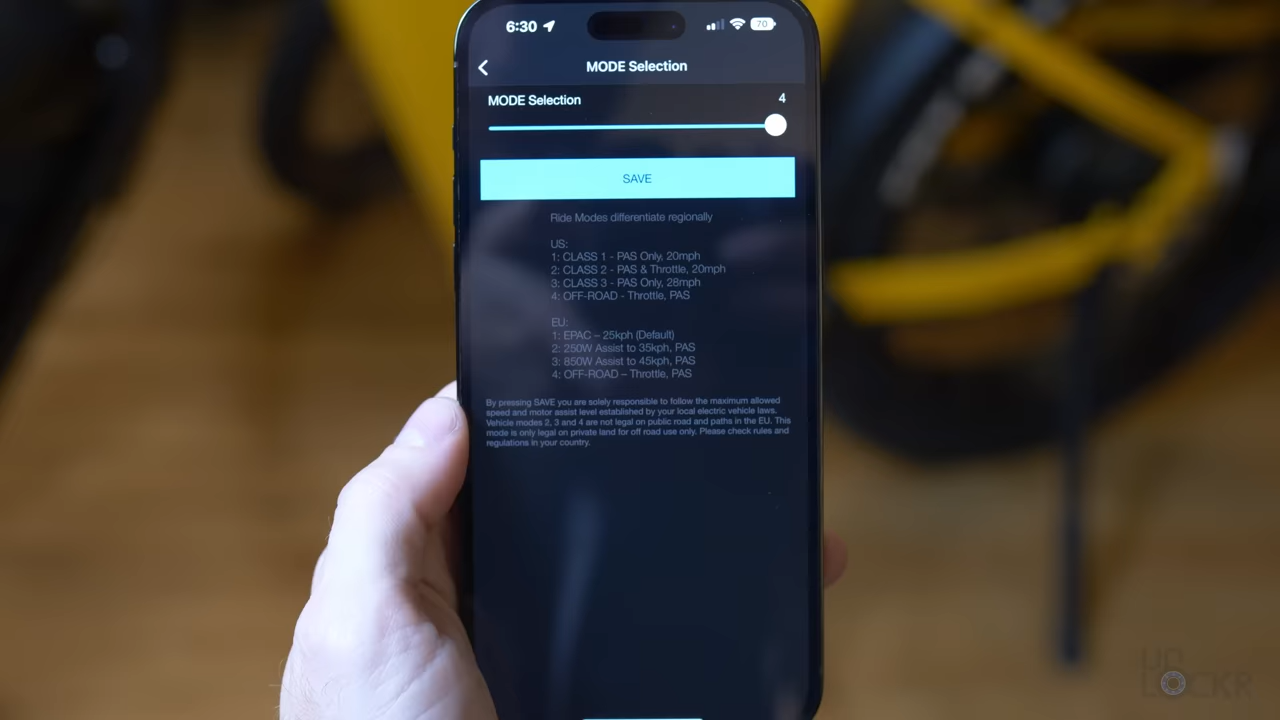 6:30 70
MODE Selection
MODE Selection 4
SAVE
Ride Modes differentiate regionally
US:
1: CLASS 1 - PAS Only, 20mph
2: CLASS 2 - PAS & Throttle, 20mph
3: CLASS 3 - PAS Only, 28mph
4: OFF-ROAD - Throttle, PAS
EU:
1: EPAC – 25kph (Default)
2: 250W Assist to 35kph, PAS
3: 850W Assist to 45kph, PAS
4: OFF-ROAD – Throttle, PAS
By pressing SAVE you are solely responsible to follow the maximum allowed
speed and motor assist level established by your local electric vehicle laws.
Vehicle modes 2, 3 and 4 are not legal on public road and paths in the EU. This
mode is only legal on private land for off road use only. Please check rules and
regulations in your country.
UN
LOCKR